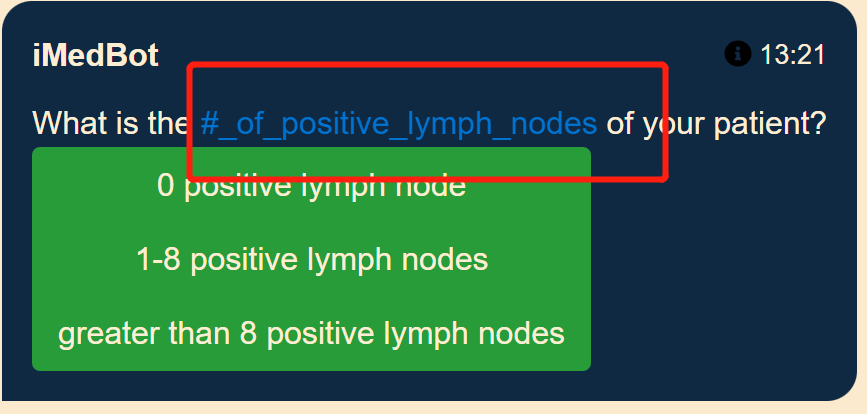 iMedBot
13:21
What is the #_of_positive_lymph_nodes of your patient?
0 positive lymph node
1-8 positive lymph nodes
greater than 8 positive lymph nodes